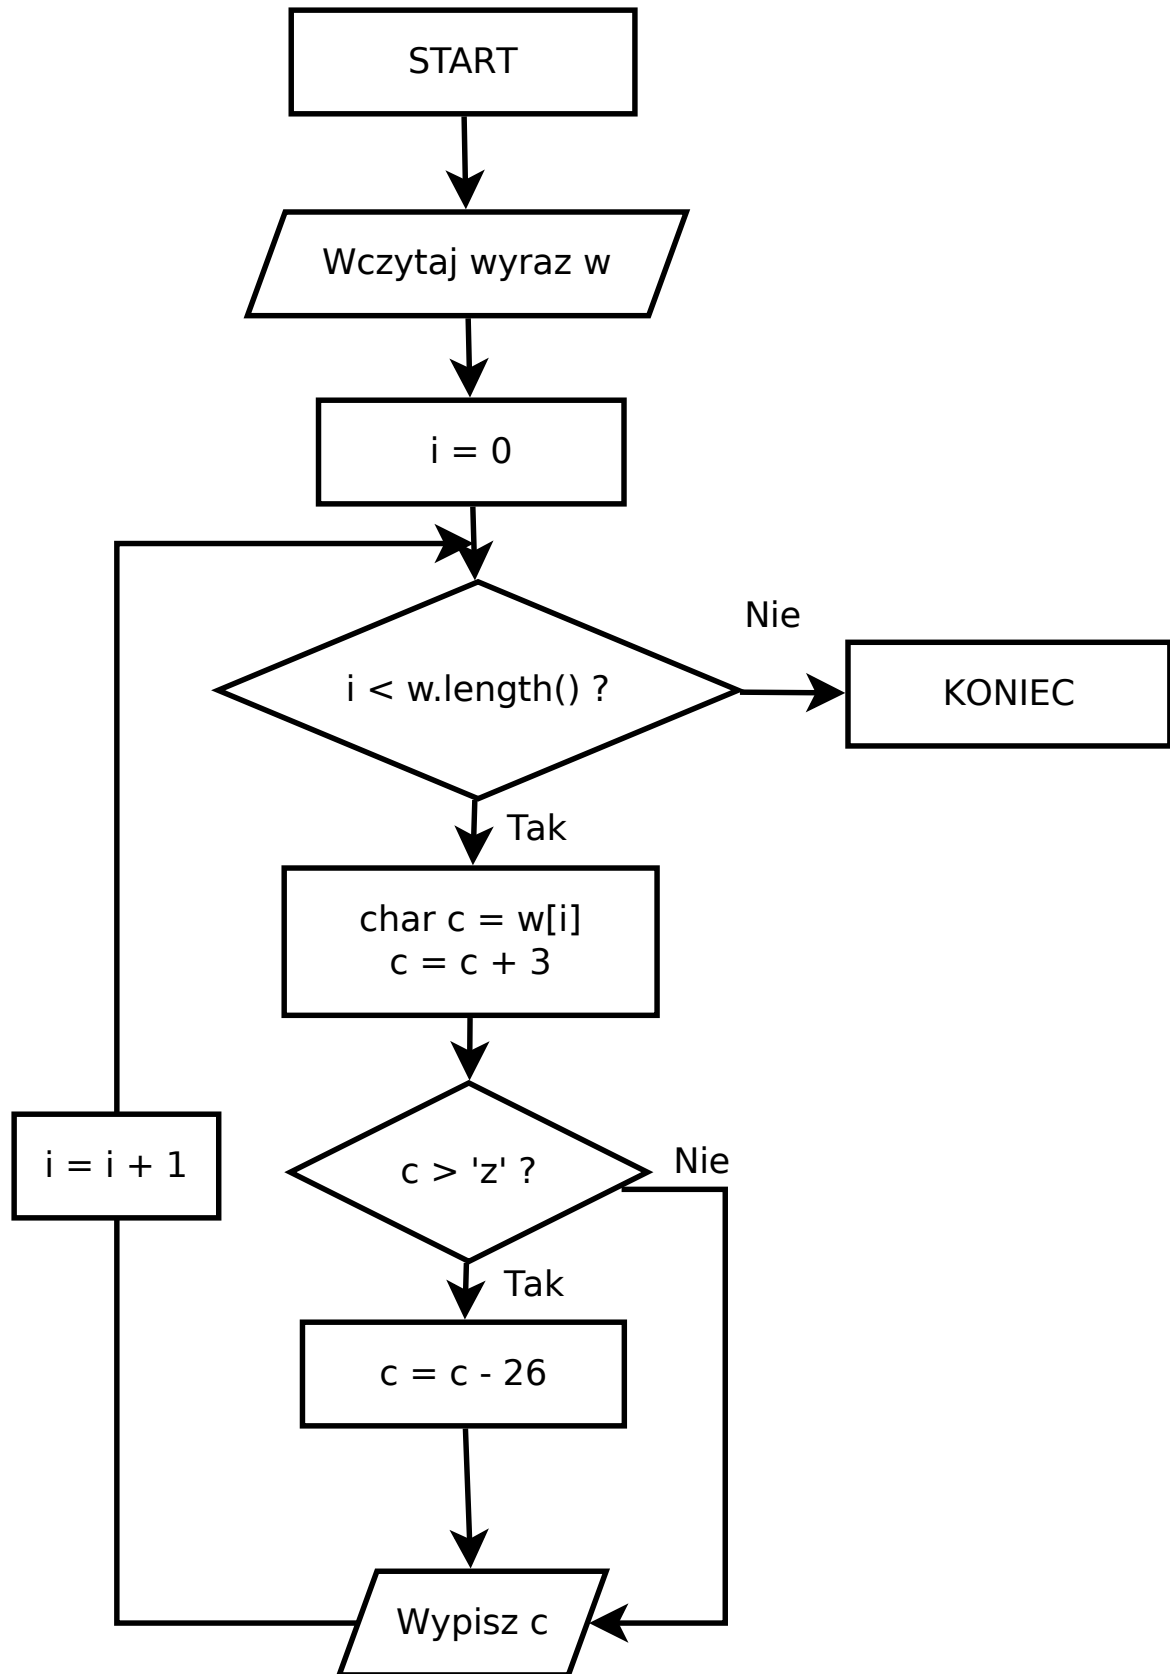 START
Wczytaj wyraz w
i = 0
i < w.length() ?
Nie
KONIEC
Tak
char c = w[i]
c = c + 3
i = i + 1
c > 'z' ?
Nie
Tak
c = c - 26
Wypisz c